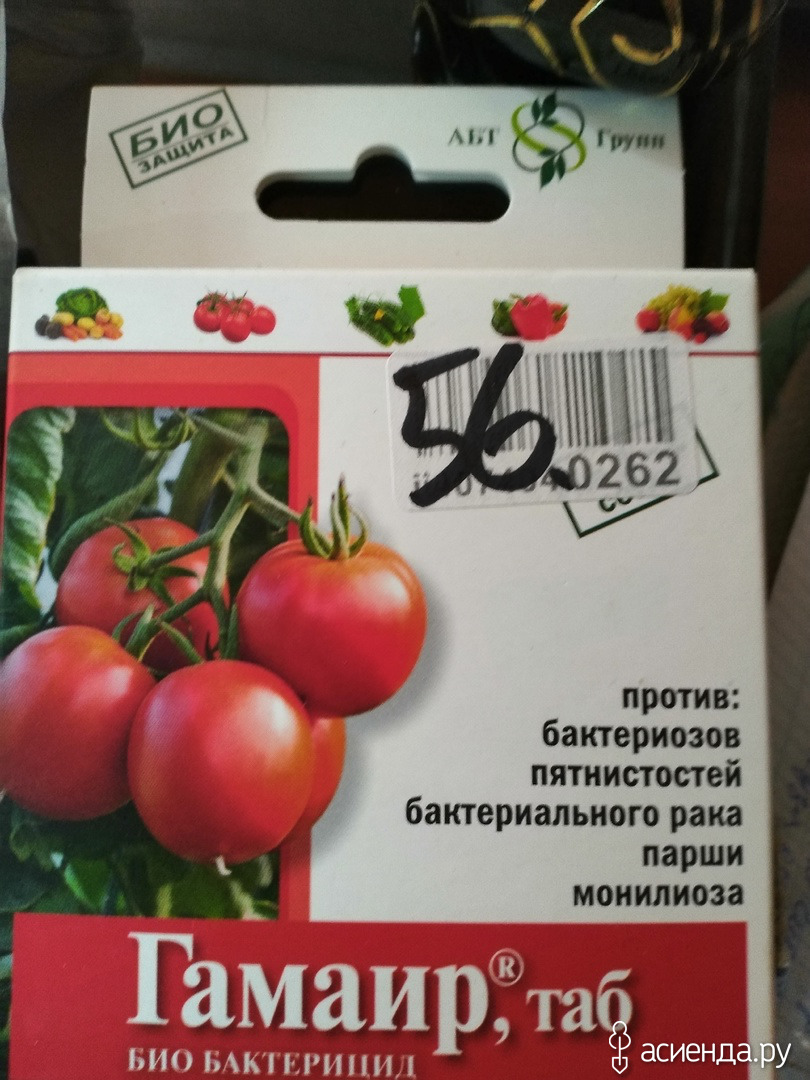 БИО
ЗАЩИТА
АБТ Групп
56
0262
против:
бактериозов
пятнистостей
бактериального рака
парши
монилиоза
Гамаир,® таб
БИО БАКТЕРИЦИД
асиенда.ру